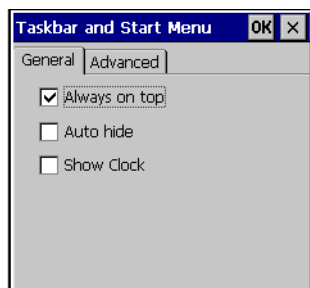 Taskbar and Start Menu OK ×
General Advanced
Always on top
Auto hide
Show Clock